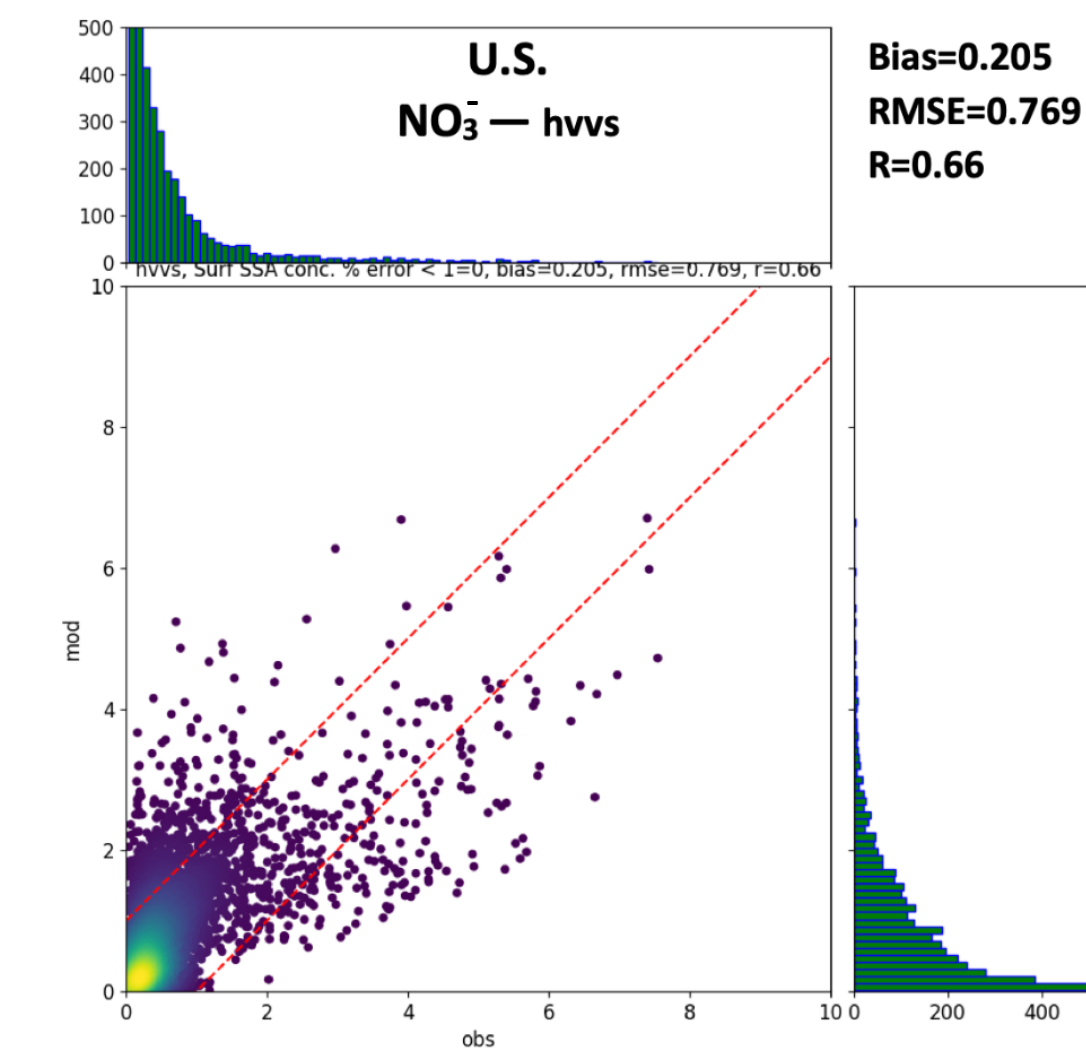 500
400
300
200
100
0
U.S.
NO₃⁻ — hvvs
Bias=0.205
RMSE=0.769
R=0.66
hvvs, Surf SSA conc. % error < 1=0, bias=0.205, rmse=0.769, r=0.66
10
8
6
4
2
0
mod
0 2 4 6 8 10
obs
0 200 400